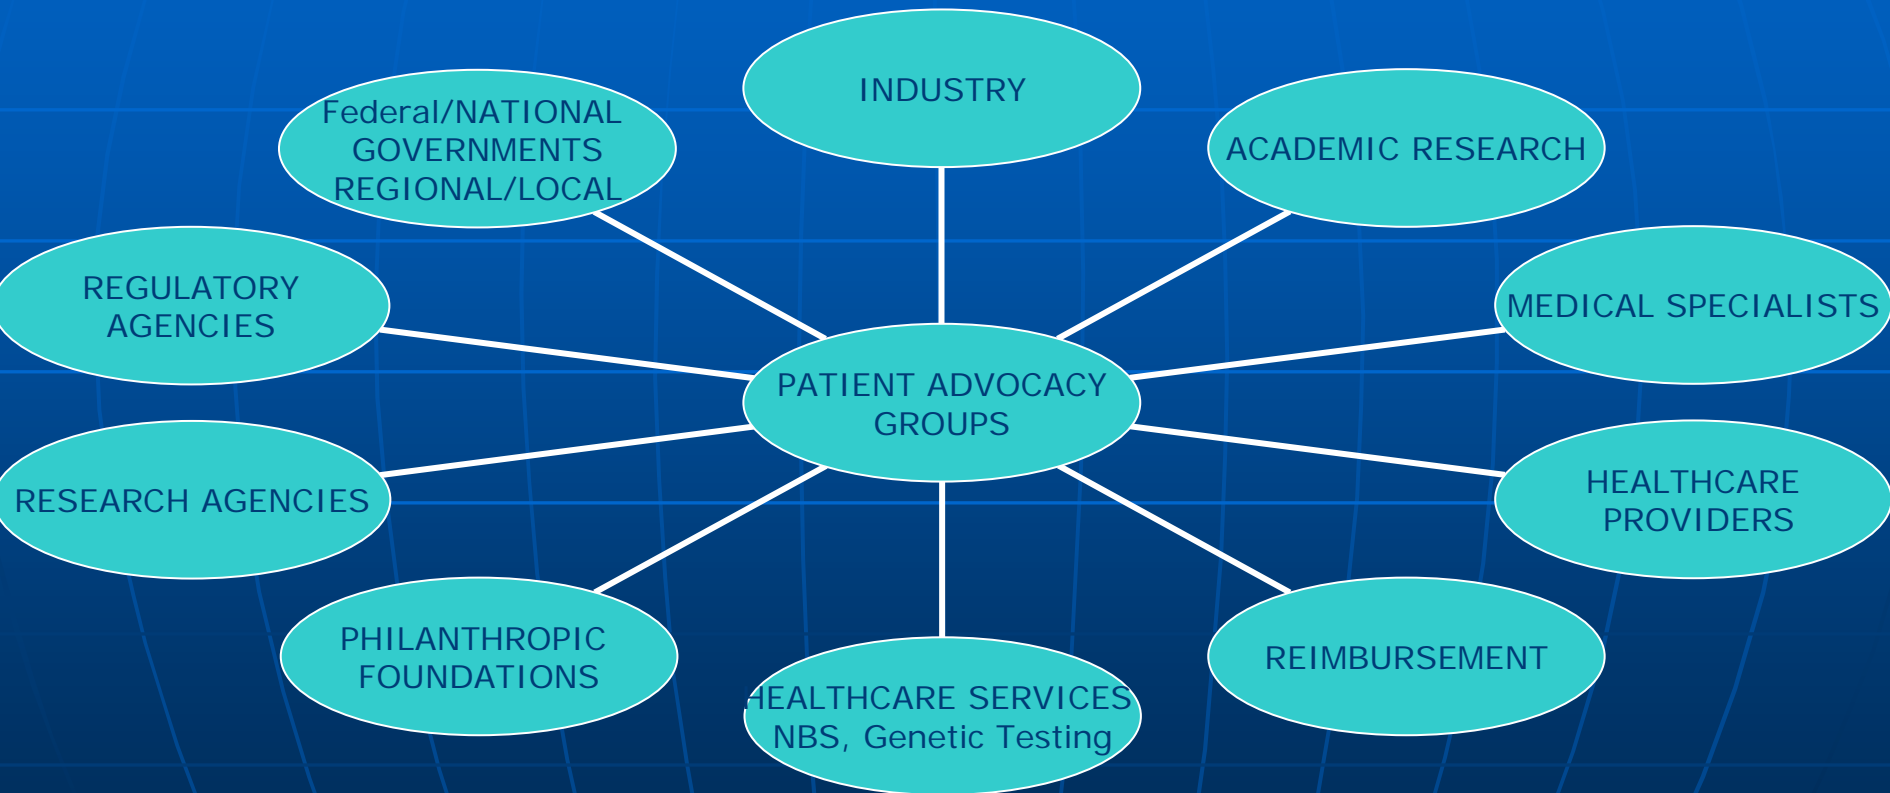 INDUSTRY
Federal/NATIONAL
GOVERNMENTS
REGIONAL/LOCAL
ACADEMIC RESEARCH
REGULATORY
AGENCIES
MEDICAL SPECIALISTS
PATIENT ADVOCACY
GROUPS
RESEARCH AGENCIES
HEALTHCARE
PROVIDERS
PHILANTHROPIC
FOUNDATIONS
REIMBURSEMENT
HEALTHCARE SERVICES
NBS, Genetic Testing